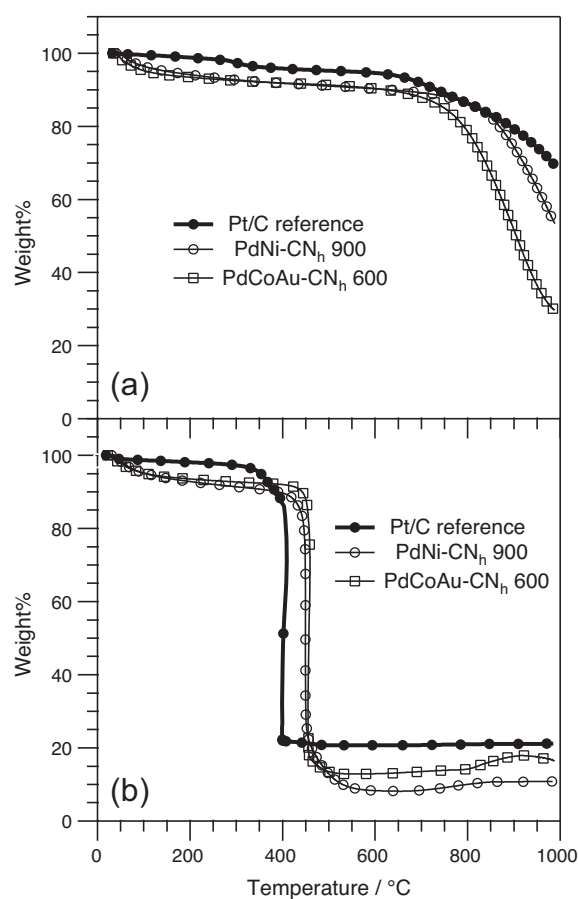 100
80
60
40
20
0
Weight%
Pt/C reference
PdNi-CNh 900
PdCoAu-CNh 600
(a)
100
80
60
40
20
0
Weight%
Pt/C reference
PdNi-CNh 900
PdCoAu-CNh 600
(b)
0 200 400 600 800 1000
Temperature / °C